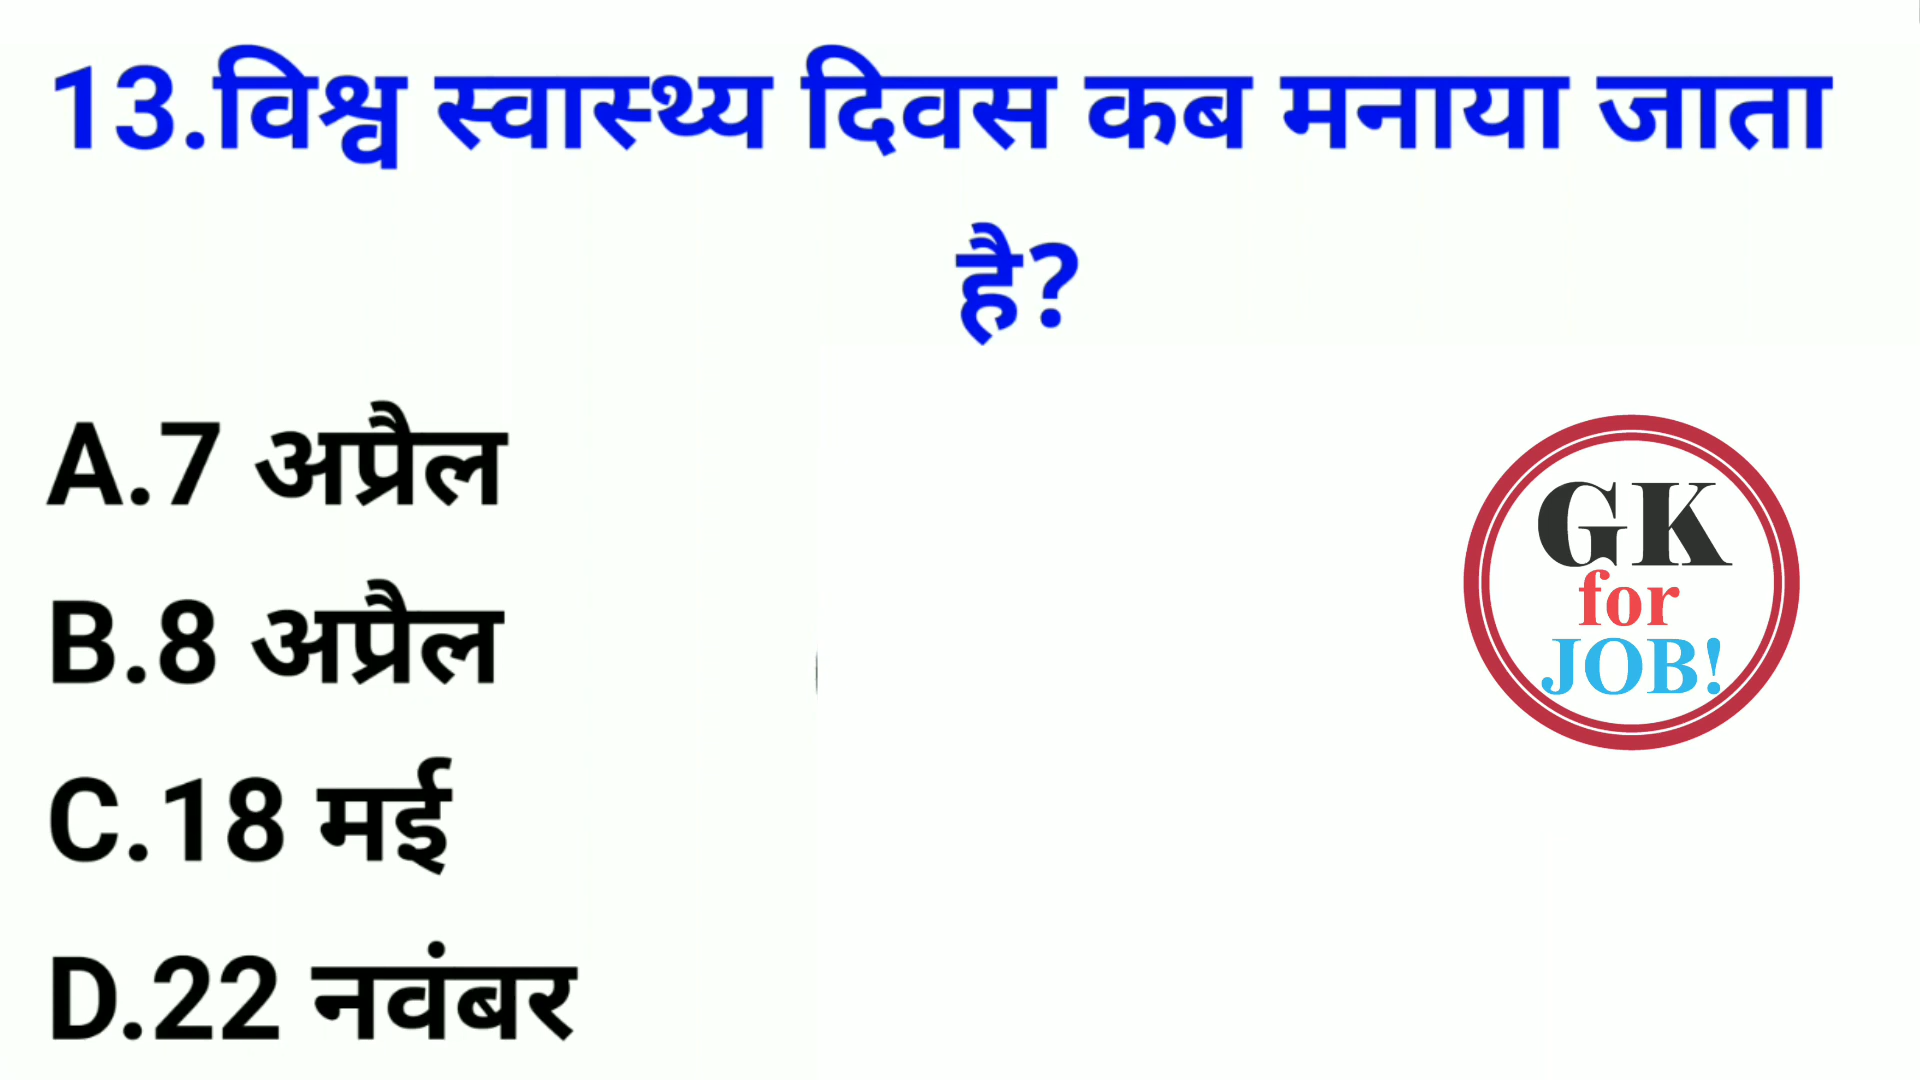 13.विश्व स्वास्थ्य दिवस कब मनाया जाता
है?
A.7 अप्रैल
B.8 अप्रैल
C.18 मई
D.22 नवंबर
GK
for
JOB!